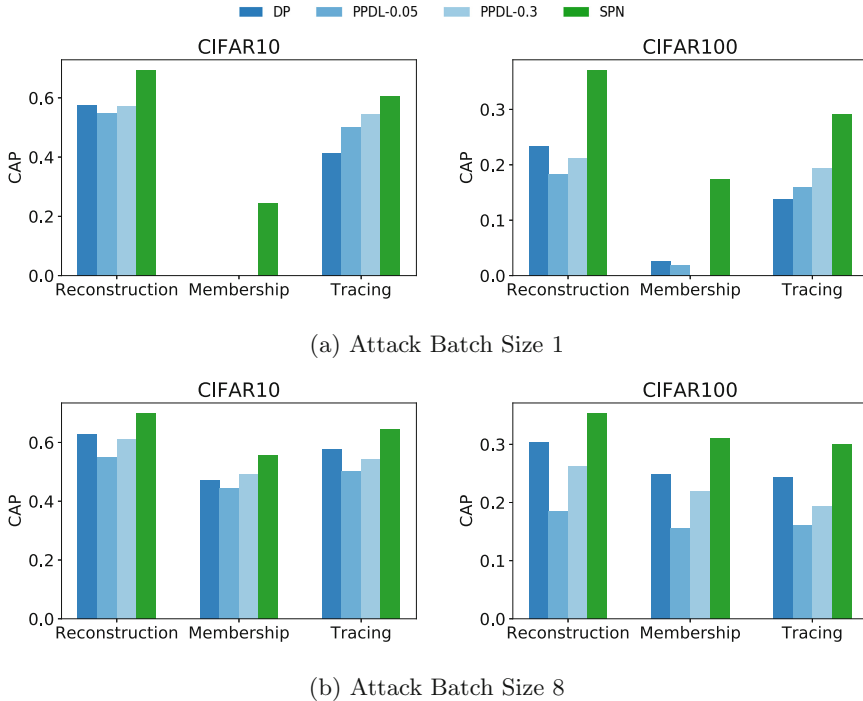 DP PPDL-0.05 PPDL-0.3 SPN
CIFAR10
CAP
0.6
0.4
0.2
0.0
Reconstruction Membership Tracing
CIFAR100
CAP
0.3
0.2
0.1
0.0
Reconstruction Membership Tracing
(a) Attack Batch Size 1
CIFAR10
CAP
0.6
0.4
0.2
0.0
Reconstruction Membership Tracing
CIFAR100
CAP
0.3
0.2
0.1
0.0
Reconstruction Membership Tracing
(b) Attack Batch Size 8